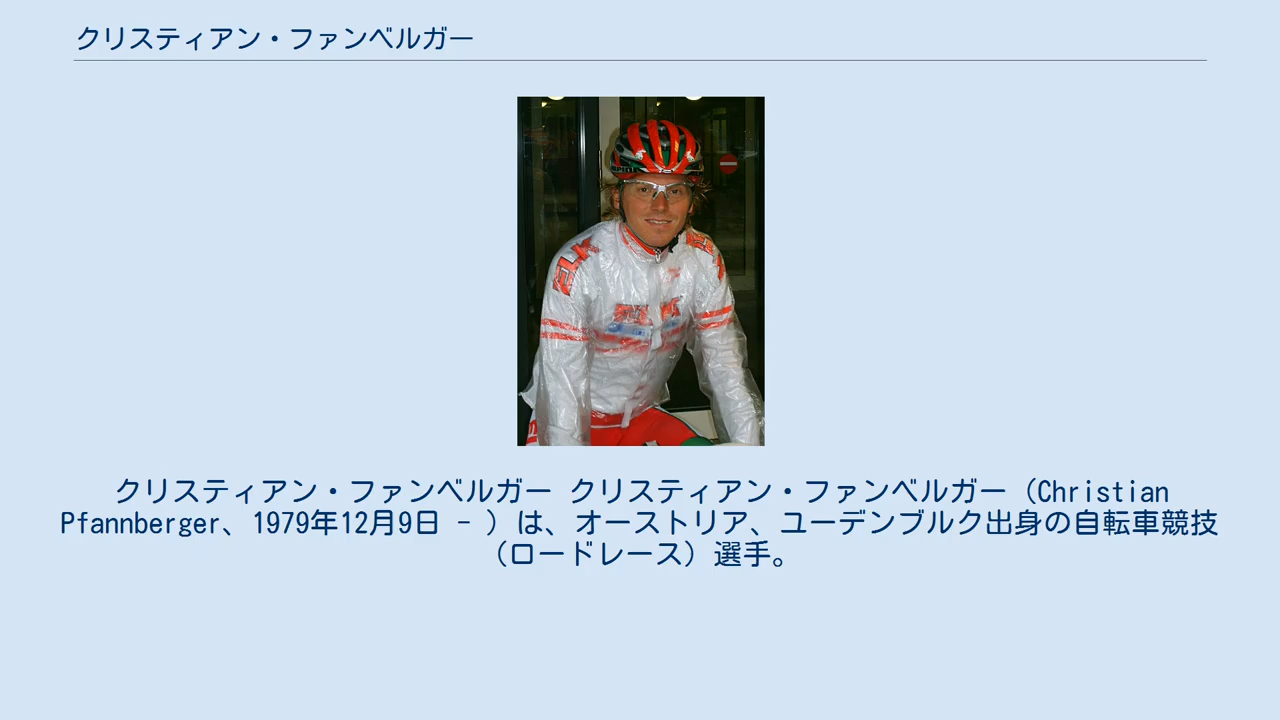 クリスティアン・ファンベルガー
クリスティアン・ファンベルガー クリスティアン・ファンベルガー（Christian
Pfannberger、1979年12月9日 - ）は、オーストリア、ユーデンブルク出身の自転車競技
（ロードレース）選手。